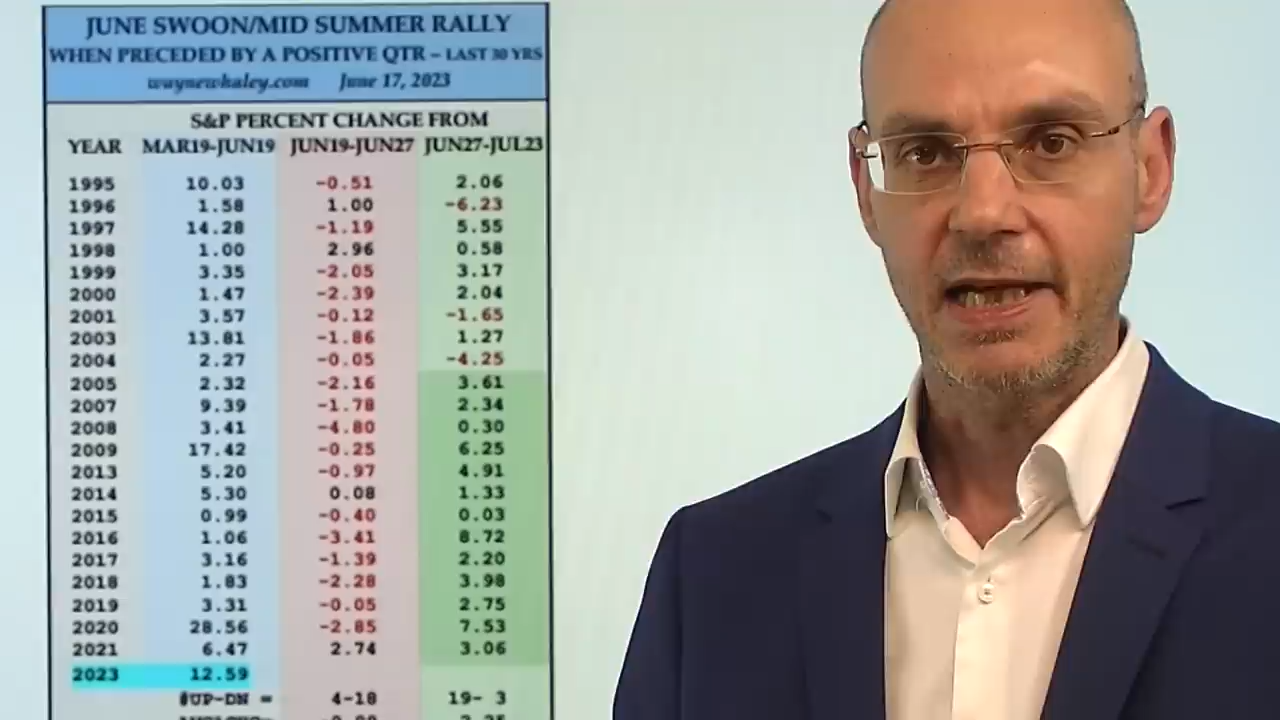 JUNE SWOON/MID SUMMER RALLY
WHEN PRECEDED BY A POSITIVE QTR – LAST 30 YRS
waynewhaley.com June 17, 2023
S&P PERCENT CHANGE FROM
YEAR MAR19-JUN19 JUN19-JUN27 JUN27-JUL23
1995 10.03 -0.51 2.06
1996 1.58 1.00 -6.23
1997 14.28 -1.19 5.55
1998 1.00 2.96 0.58
1999 3.35 -2.05 3.17
2000 1.47 -2.39 2.04
2001 3.57 -0.12 -1.65
2003 13.81 -1.86 1.27
2004 2.27 -0.05 -4.25
2005 2.32 -2.16 3.61
2007 9.39 -1.78 2.34
2008 3.41 -4.80 0.30
2009 17.42 -0.25 6.25
2013 5.20 -0.97 4.91
2014 5.30 0.08 1.33
2015 0.99 -0.40 0.03
2016 1.06 -3.41 8.72
2017 3.16 -1.39 2.20
2018 1.83 -2.28 3.98
2019 3.31 -0.05 2.75
2020 28.56 -2.85 7.53
2021 6.47 2.74 3.06
2023 12.59
#UP-DN = 4-18 19- 3